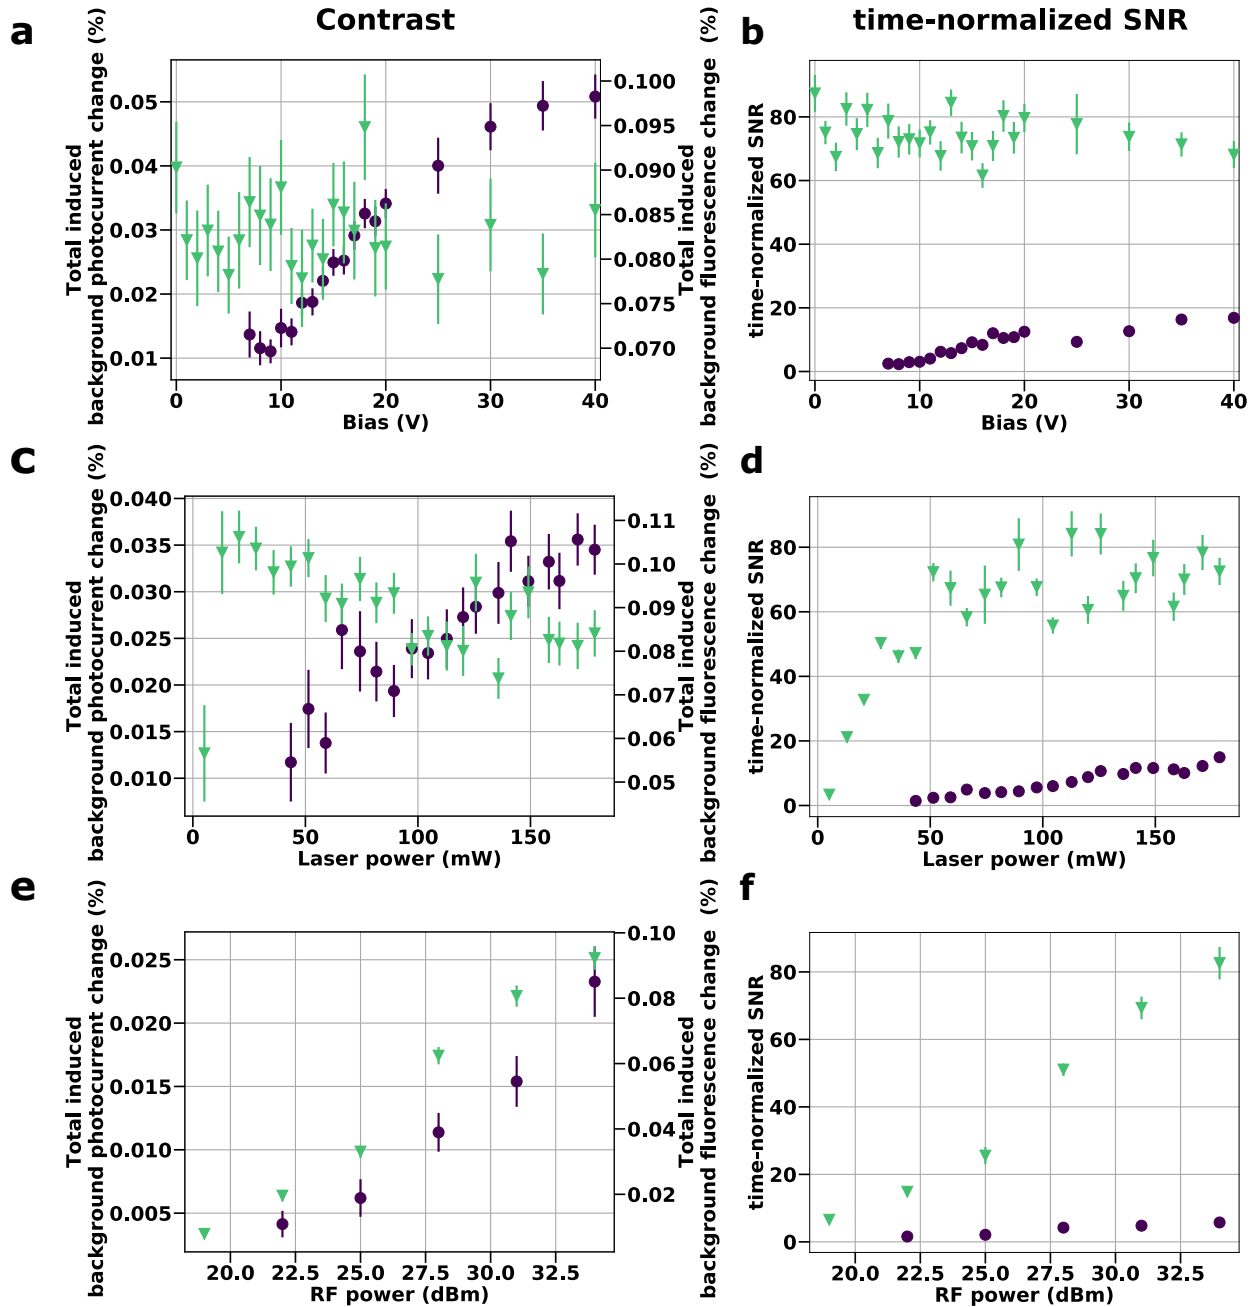 Contrast
time-normalized SNR
a
Total induced
background photocurrent change (%)
0.05
0.04
0.03
0.02
0.01
0.100
0.095
0.090
0.085
0.080
0.075
0.070
Total induced
background fluorescence change (%)
0
10
20
30
40
Bias (V)
b
time-normalized SNR
80
60
40
20
0
0
10
20
30
40
Bias (V)
c
Total induced
background photocurrent change (%)
0.040
0.035
0.030
0.025
0.020
0.015
0.010
0.11
0.10
0.09
0.08
0.07
0.06
0.05
Total induced
background fluorescence change (%)
0
50
100
150
Laser power (mW)
d
time-normalized SNR
80
60
40
20
0
0
50
100
150
Laser power (mW)
e
Total induced
background photocurrent change (%)
0.025
0.020
0.015
0.010
0.005
0.10
0.08
0.06
0.04
0.02
Total induced
background fluorescence change (%)
20.0
22.5
25.0
27.5
30.0
32.5
RF power (dBm)
f
time-normalized SNR
80
60
40
20
0
20.0
22.5
25.0
27.5
30.0
32.5
RF power (dBm)